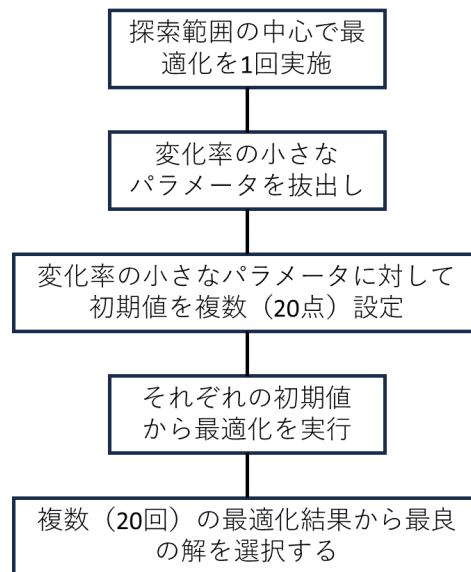 探索範囲の中心で最
適化を1回実施
変化率の小さな
パラメータを抜出し
変化率の小さなパラメータに対して
初期値を複数（20点）設定
それぞれの初期値
から最適化を実行
複数（20回）の最適化結果から最良
の解を選択する